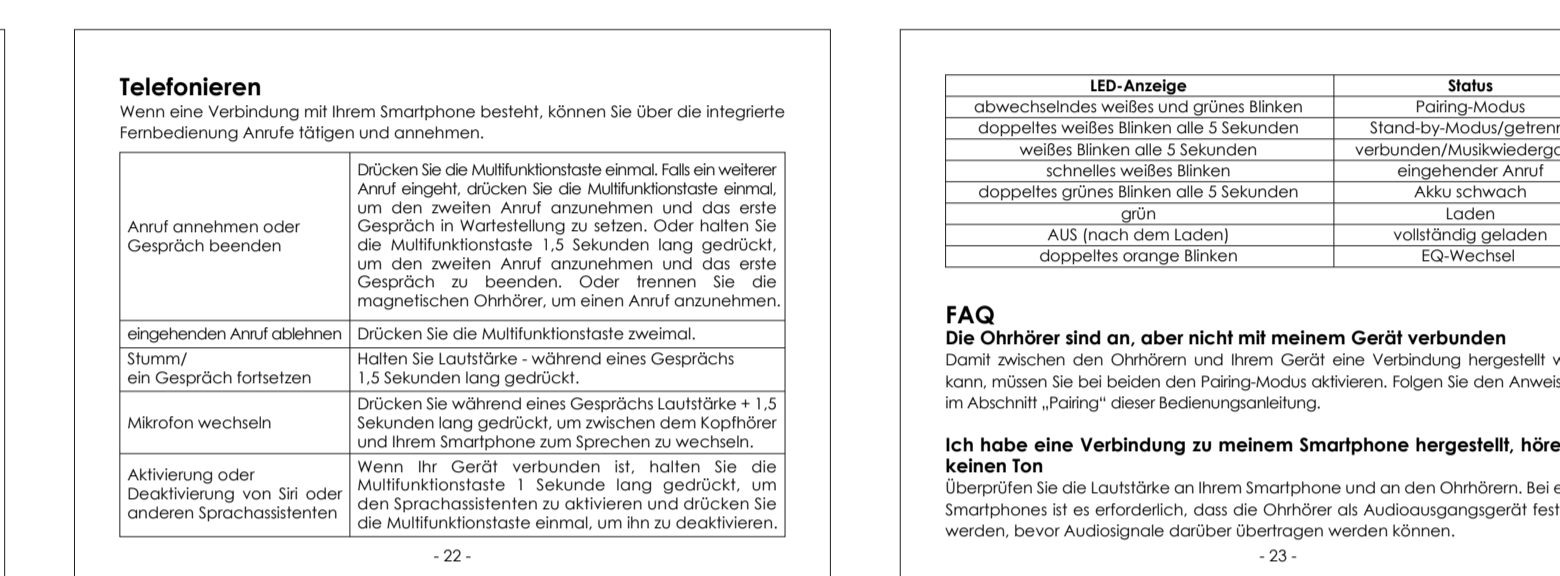 Telefonieren
Wenn eine Verbindung mit Ihrem Smartphone besteht, können Sie über die integrierte
Fernbedienung Anrufe tätigen und annehmen.
Anruf annehmen oder
Gespräch beenden
Drücken Sie die Multifunktionstaste einmal. Falls ein weiterer
Anruf eingeht, drücken Sie die Multifunktionstaste einmal,
um den zweiten Anruf anzunehmen und das erste
Gespräch in Wartestellung zu setzen. Oder halten Sie
die Multifunktionstaste 1,5 Sekunden lang gedrückt,
um den zweiten Anruf anzunehmen und das erste
Gespräch zu beenden. Oder trennen Sie die
magnetischen Ohrhörer, um einen Anruf anzunehmen.
eingehenden Anruf ablehnen
Drücken Sie die Multifunktionstaste zweimal.
Stumm/
ein Gespräch fortsetzen
Halten Sie Lautstärke - während eines Gesprächs
1,5 Sekunden lang gedrückt.
Mikrofon wechseln
Drücken Sie während eines Gesprächs Lautstärke + 1,5
Sekunden lang gedrückt, um zwischen dem Kopfhörer
und Ihrem Smartphone zum Sprechen zu wechseln.
Aktivierung oder
Deaktivierung von Siri oder
anderen Sprachassistenten
Wenn Ihr Gerät verbunden ist, halten Sie die
Multifunktionstaste 1 Sekunde lang gedrückt, um
den Sprachassistenten zu aktivieren und drücken Sie
die Multifunktionstaste einmal, um ihn zu deaktivieren.
- 22 -
LED-Anzeige Status
abwechselndes weißes und grünes Blinken Pairing-Modus
doppeltes weißes Blinken alle 5 Sekunden Stand-by-Modus/getrenn
weißes Blinken alle 5 Sekunden verbunden/Musikwiederga
schnelles weißes Blinken eingehender Anruf
doppeltes grünes Blinken alle 5 Sekunden Akku schwach
grün Laden
AUS (nach dem Laden) vollständig geladen
doppeltes orange Blinken EQ-Wechsel
FAQ
Die Ohrhörer sind an, aber nicht mit meinem Gerät verbunden
Damit zwischen den Ohrhörern und Ihrem Gerät eine Verbindung hergestellt w
kann, müssen Sie bei beiden den Pairing-Modus aktivieren. Folgen Sie den Anweis
im Abschnitt „Pairing“ dieser Bedienungsanleitung.
Ich habe eine Verbindung zu meinem Smartphone hergestellt, höre
keinen Ton
Überprüfen Sie die Lautstärke an Ihrem Smartphone und an den Ohrhörern. Bei e
Smartphones ist es erforderlich, dass die Ohrhörer als Audioausgangsgerät fest
werden, bevor Audiosignale darüber übertragen werden können.
- 23 -